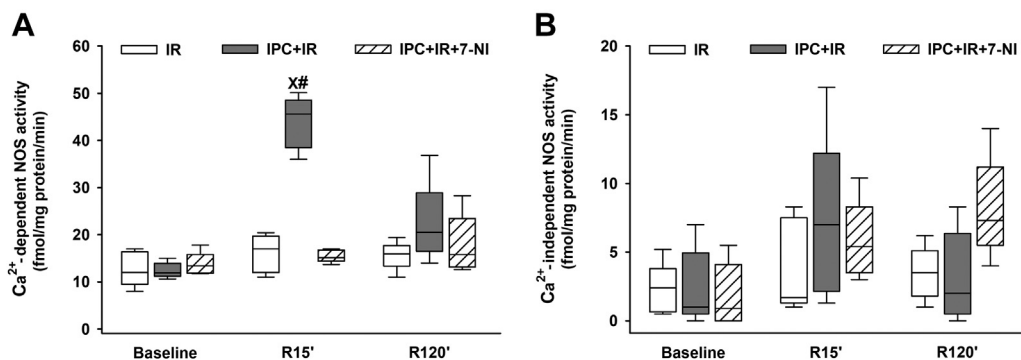 A
Ca²⁺-dependent NOS activity
(fmol/mg protein/min)
60
50
40
30
20
10
0
IR
IPC+IR
IPC+IR+7-NI
X#
Baseline
R15'
R120'
B
Ca²⁺-independent NOS activity
(fmol/mg protein/min)
20
15
10
5
0
IR
IPC+IR
IPC+IR+7-NI
Baseline
R15'
R120'